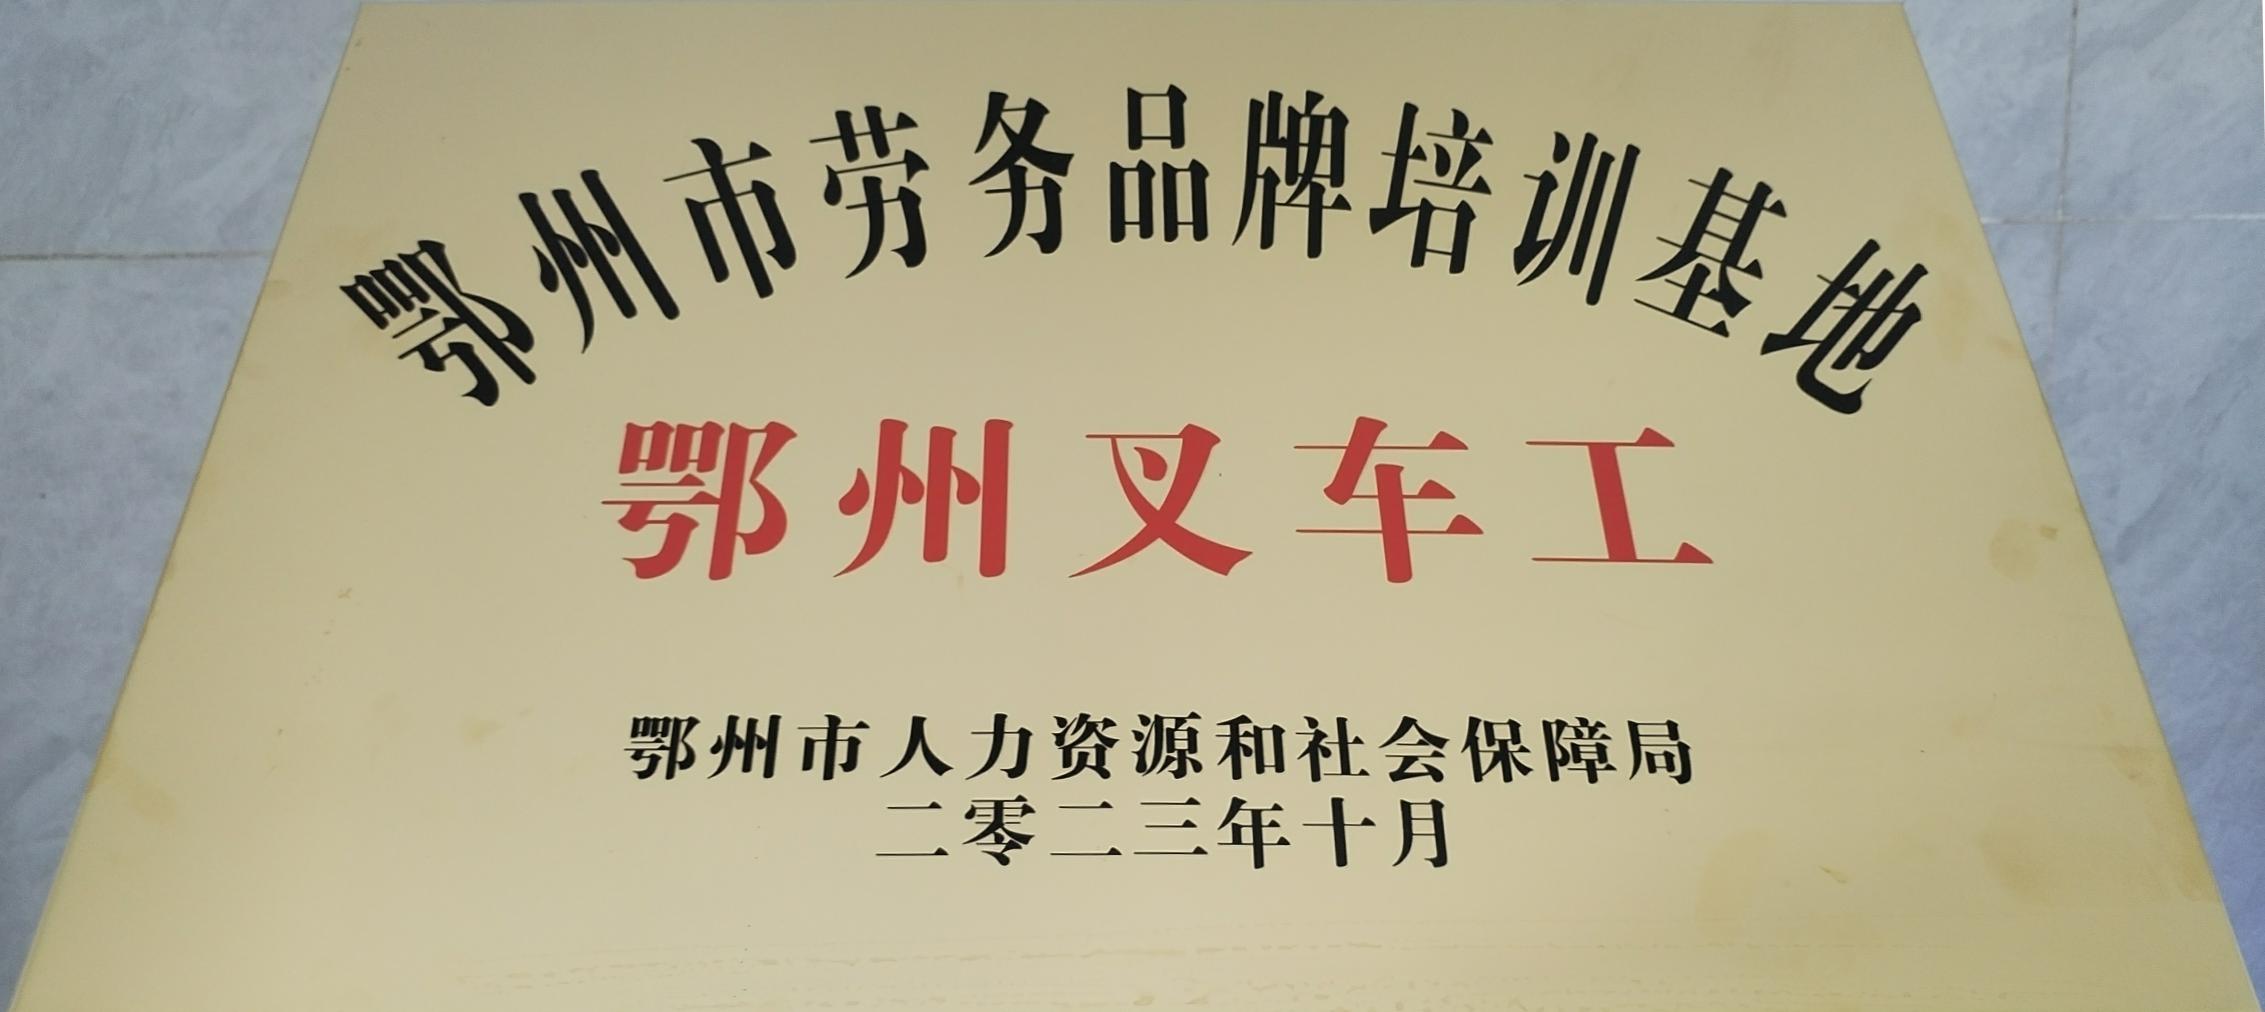 鄂州市劳务品牌培训基地
鄂州叉车工
鄂州市人力资源和社会保障局
二零二三年十月